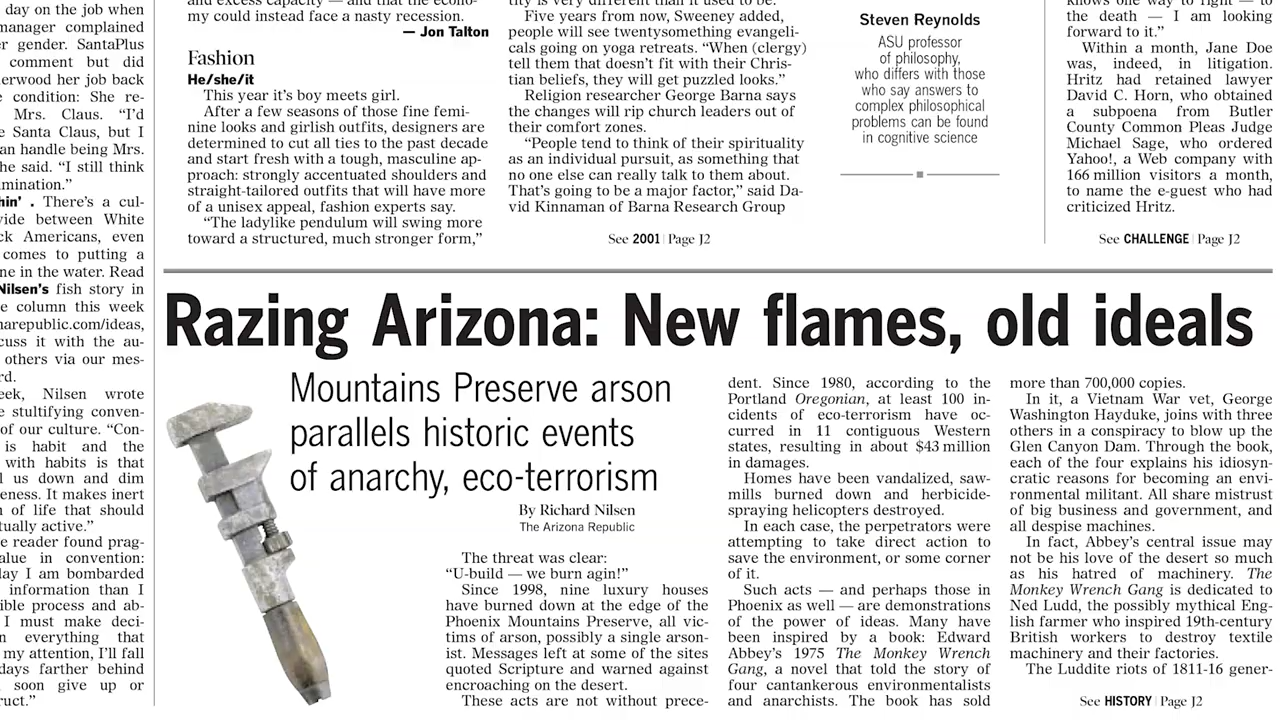 day on the job when
manager complained
er gender. SantaPlus
comment but did
derwood her job back
e condition: She re-
Mrs. Claus. “I’d
e Santa Claus, but I
an handle being Mrs.
he said. “I still think
imination.”
hin’ . There’s a cul-
vide between White
ck Americans, even
comes to putting a
ne in the water. Read
Nilsen’s fish story in
e column this week
narepublic.com/ideas,
cuss it with the au-
others via our mes-
rd.
eek, Nilsen wrote
e stultifying conven-
of our culture. “Con-
is habit and the
with habits is that
l us down and dim
eness. It makes inert
n of life that should
tually active.”
e reader found prag-
alue in convention:
lay I am bombarded
information than I
ible process and ab-
I must make deci-
n everything that
my attention, I’ll fall
days farther behind
soon give up or
ruct.”
and excess capacity — and that the econo-
my could instead face a nasty recession.
— Jon Talton
Fashion
He/she/it
This year it’s boy meets girl.
After a few seasons of those fine femi-
nine looks and girlish outfits, designers are
determined to cut all ties to the past decade
and start fresh with a tough, masculine ap-
proach: strongly accentuated shoulders and
straight-tailored outfits that will have more
of a unisex appeal, fashion experts say.
“The ladylike pendulum will swing more
toward a structured, much stronger form,”
tity is very different than it used to be.
Five years from now, Sweeney added,
people will see twentysomething evangeli-
cals going on yoga retreats. “When (clergy)
tell them that doesn’t fit with their Chris-
tian beliefs, they will get puzzled looks.”
Religion researcher George Barna says
the changes will rip church leaders out of
their comfort zones.
“People tend to think of their spirituality
as an individual pursuit, as something that
no one else can really talk to them about.
That’s going to be a major factor,” said Da-
vid Kinnaman of Barna Research Group
See 2001 | Page J2
Steven Reynolds
ASU professor
of philosophy,
who differs with those
who say answers to
complex philosophical
problems can be found
in cognitive science
knows one way to fight — to
the death — I am looking
forward to it.”
Within a month, Jane Doe
was, indeed, in litigation.
Hritz had retained lawyer
David C. Horn, who obtained
a subpoena from Butler
County Common Pleas Judge
Michael Sage, who ordered
Yahoo!, a Web company with
166 million visitors a month,
to name the e-guest who had
criticized Hritz.
See CHALLENGE | Page J2
Razing Arizona: New flames, old ideals
Mountains Preserve arson
parallels historic events
of anarchy, eco-terrorism
By Richard Nilsen
The Arizona Republic
The threat was clear:
“U-build — we burn agin!”
Since 1998, nine luxury houses
have burned down at the edge of the
Phoenix Mountains Preserve, all vic-
tims of arson, possibly a single arson-
ist. Messages left at some of the sites
quoted Scripture and warned against
encroaching on the desert.
These acts are not without prece-
dent. Since 1980, according to the
Portland Oregonian, at least 100 in-
cidents of eco-terrorism have oc-
curred in 11 contiguous Western
states, resulting in about $43 million
in damages.
Homes have been vandalized, saw-
mills burned down and herbicide-
spraying helicopters destroyed.
In each case, the perpetrators were
attempting to take direct action to
save the environment, or some corner
of it.
Such acts — and perhaps those in
Phoenix as well — are demonstrations
of the power of ideas. Many have
been inspired by a book: Edward
Abbey’s 1975 The Monkey Wrench
Gang, a novel that told the story of
four cantankerous environmentalists
and anarchists. The book has sold
more than 700,000 copies.
In it, a Vietnam War vet, George
Washington Hayduke, joins with three
others in a conspiracy to blow up the
Glen Canyon Dam. Through the book,
each of the four explains his idiosyn-
cratic reasons for becoming an envi-
ronmental militant. All share mistrust
of big business and government, and
all despise machines.
In fact, Abbey’s central issue may
not be his love of the desert so much
as his hatred of machinery. The
Monkey Wrench Gang is dedicated to
Ned Ludd, the possibly mythical Eng-
lish farmer who inspired 19th-century
British workers to destroy textile
machinery and their factories.
The Luddite riots of 1811-16 gener-
See HISTORY | Page J2